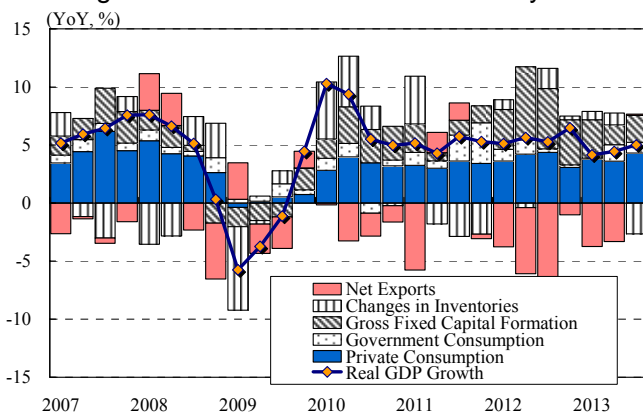 (YoY, %)
15
10
5
0
-5
-10
-15
Net Exports
Changes in Inventories
Gross Fixed Capital Formation
Government Consumption
Private Consumption
Real GDP Growth
2007 2008 2009 2010 2011 2012 2013